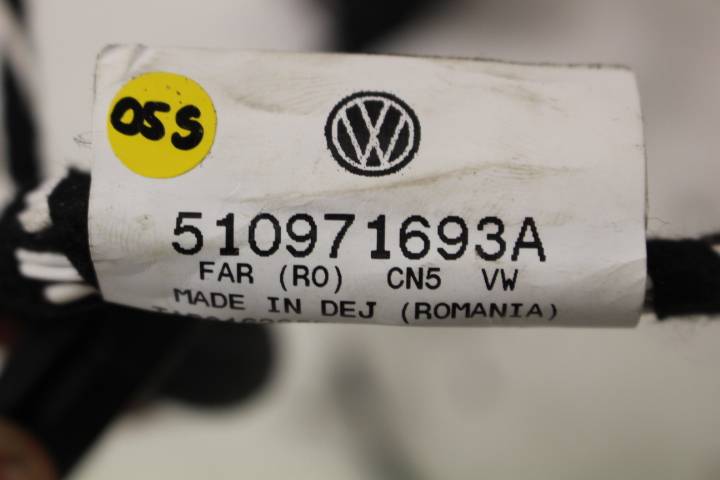 05S
510971693A
FAR (RO) CN5 VW
MADE IN DEJ (ROMANIA)